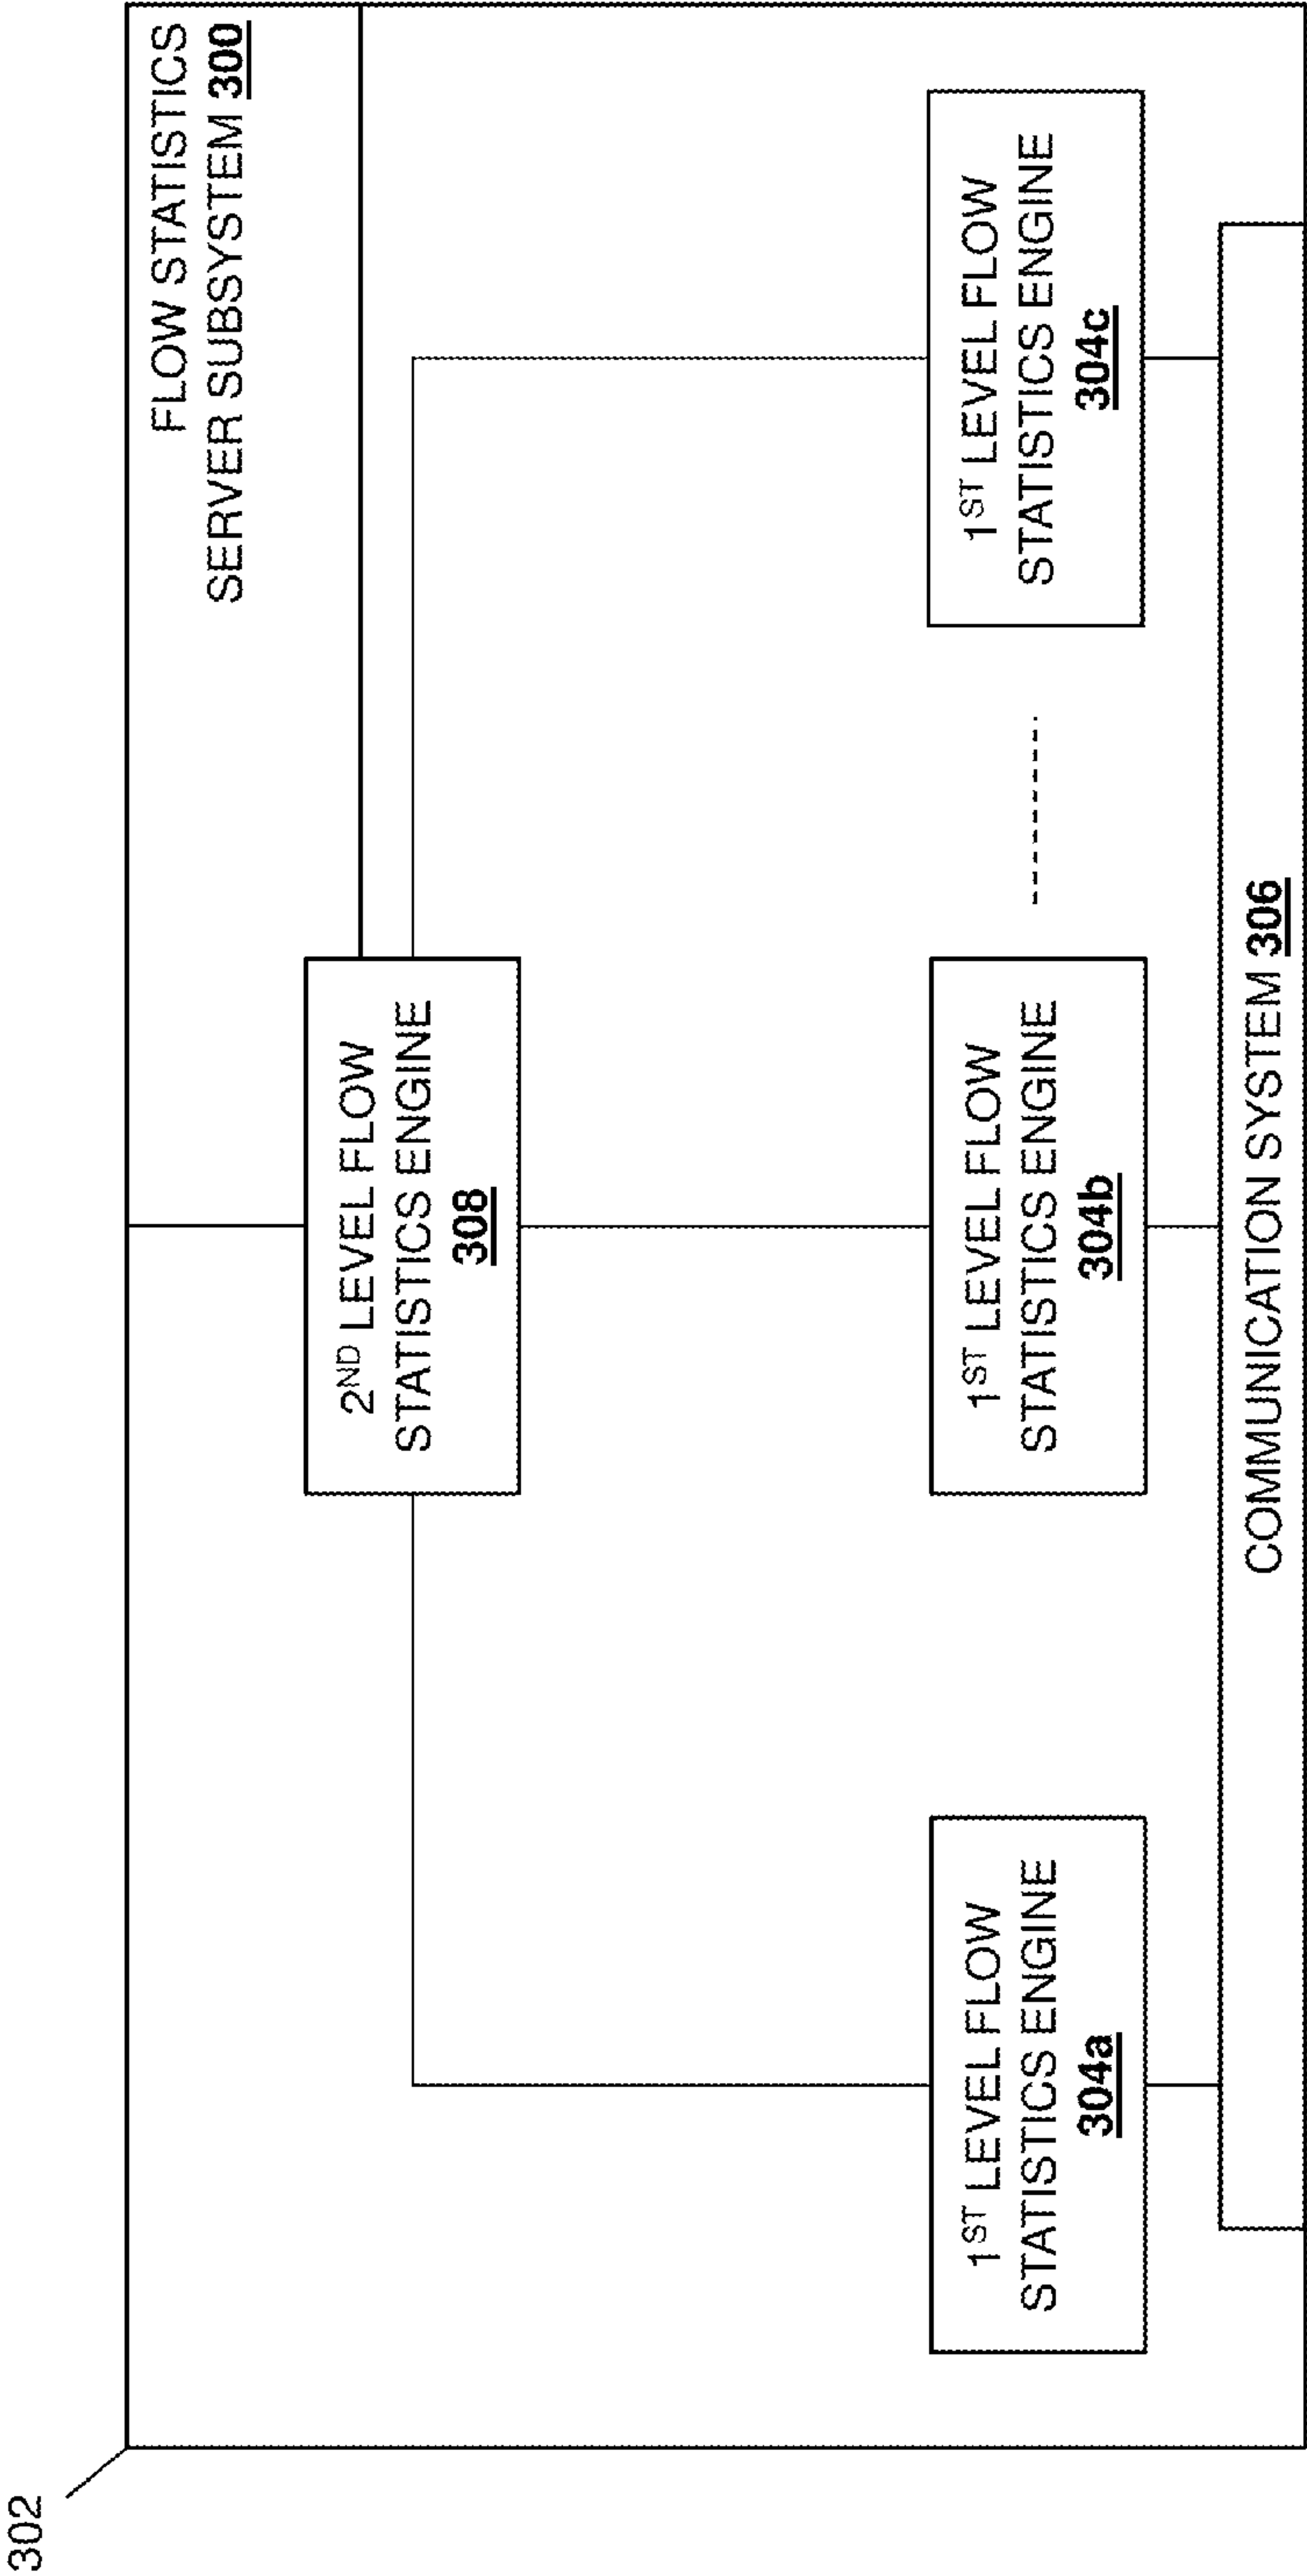 302
FLOW STATISTICS
SERVER SUBSYSTEM 300
2ND LEVEL FLOW
STATISTICS ENGINE
308
1ST LEVEL FLOW
STATISTICS ENGINE
304a
1ST LEVEL FLOW
STATISTICS ENGINE
304b
1ST LEVEL FLOW
STATISTICS ENGINE
304c
COMMUNICATION SYSTEM 306